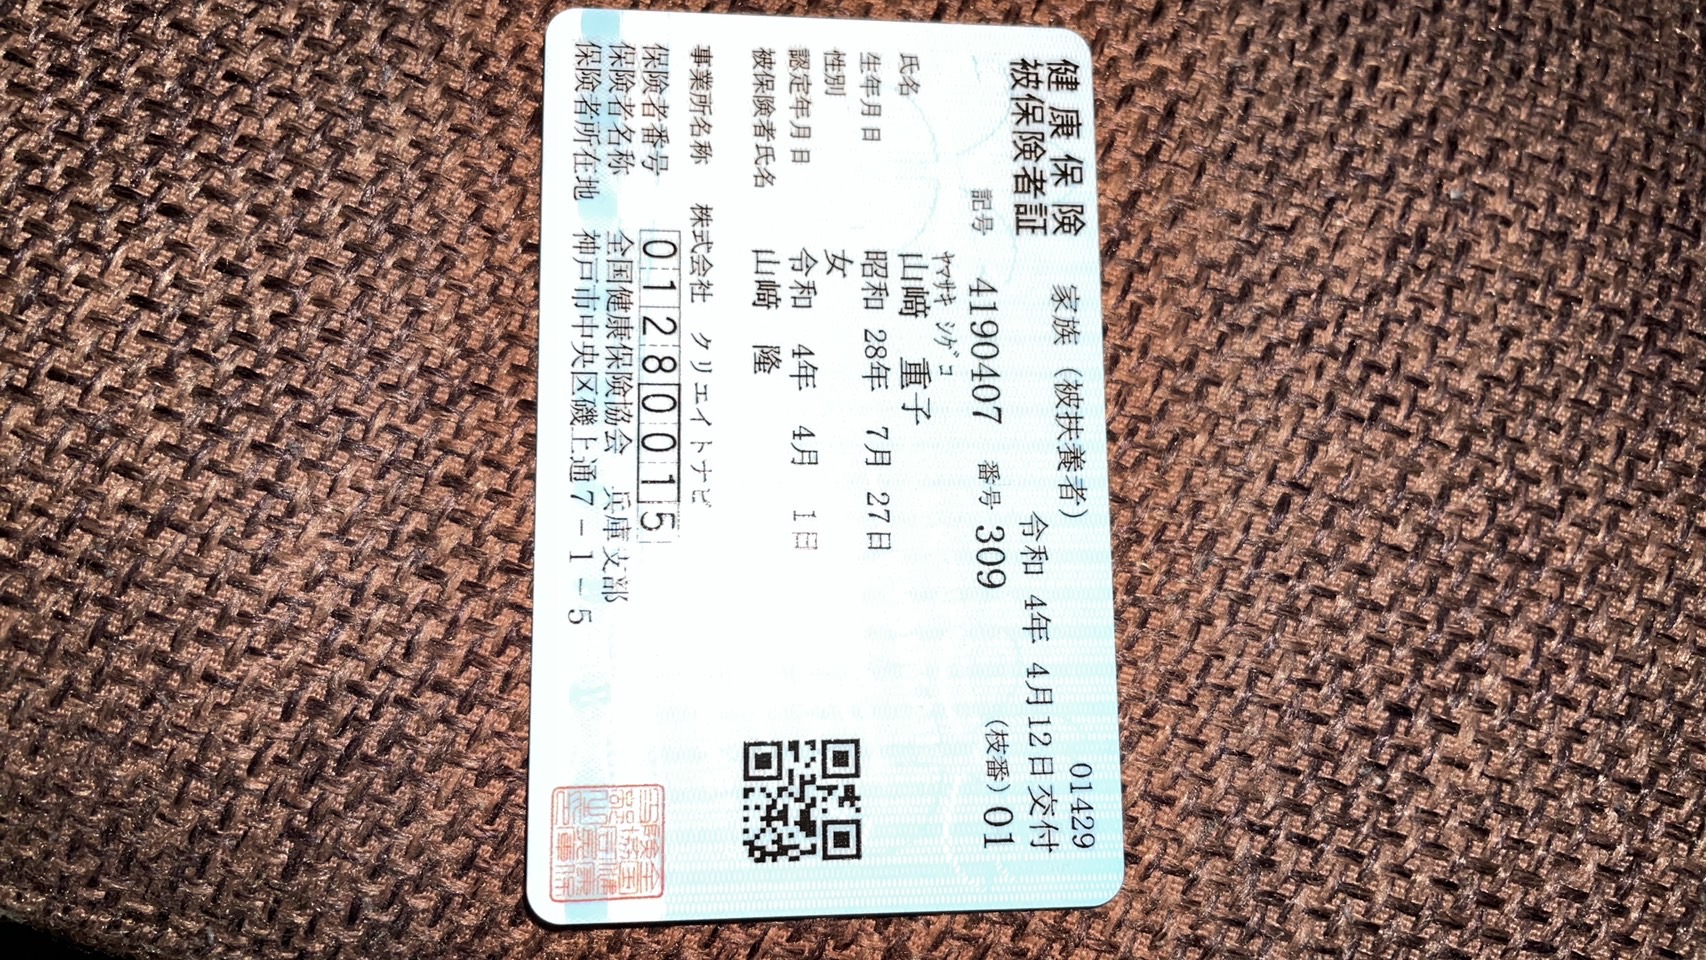 健康保険 家族（被扶養者） 01429
被保険者証 令和 4年 4月12日交付
記号 41904407 番号 309 （枝番）01
ﾔﾏｻﾞｷ ｼｹﾞｺ
氏名 山﨑 重子
生年月日 昭和 28年 7月 27日
性別 女
認定年月日 令和 4年 4月 1日
被保険者氏名 山﨑 隆
事業所名称 株式会社 クリエイトナビ
保険者番号 01280015
保険者名称 全国健康保険協会 兵庫支部
保険者所在地 神戸市中央区磯上通7-1-5